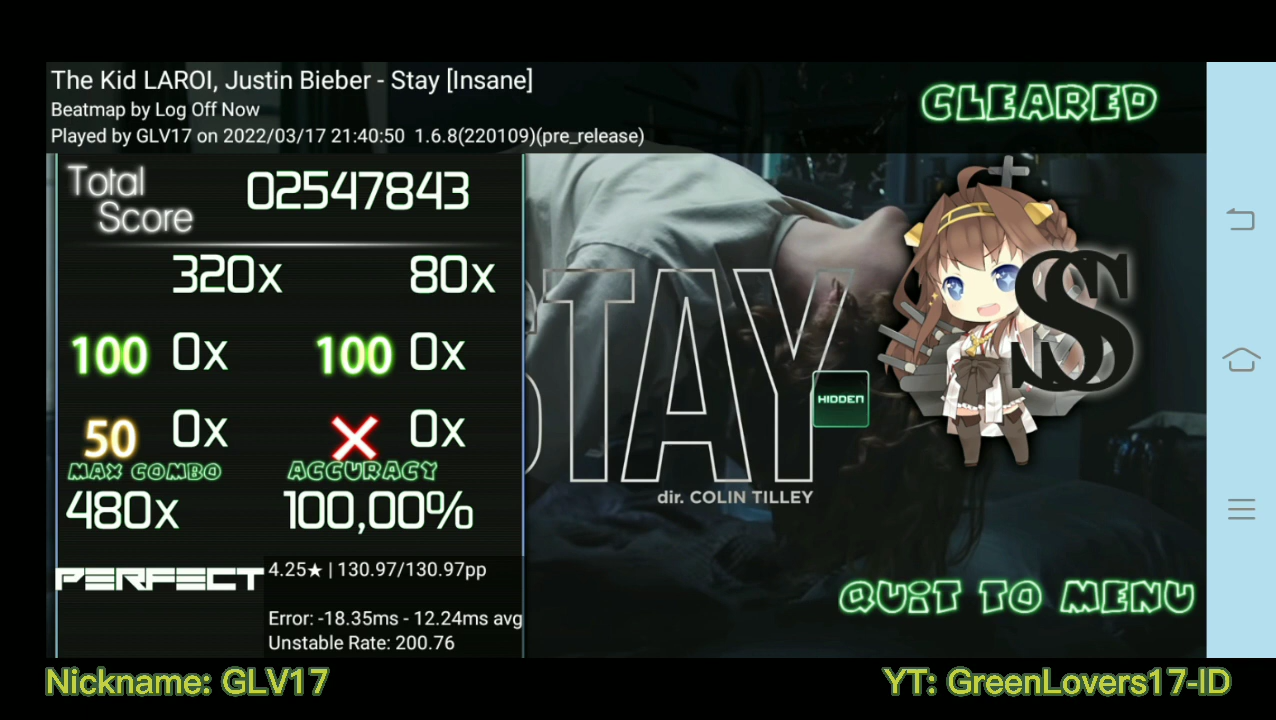 The Kid LAROI, Justin Bieber - Stay [Insane]
Beatmap by Log Off Now
Played by GLV17 on 2022/03/17 21:40:50 1.6.8(220109)(pre_release)
CLEARED
Total Score 02547843
320x 80x
100 0x 100 0x
50 0x X 0x
MAX COMBO ACCURACY
480x 100,00%
PERFECT
4.25★ | 130.97/130.97pp
Error: -18.35ms - 12.24ms avg
Unstable Rate: 200.76
STAY
dir. COLIN TILLEY
HIDDEN
SS
QUIT TO MENU
Nickname: GLV17
YT: GreenLovers17-ID